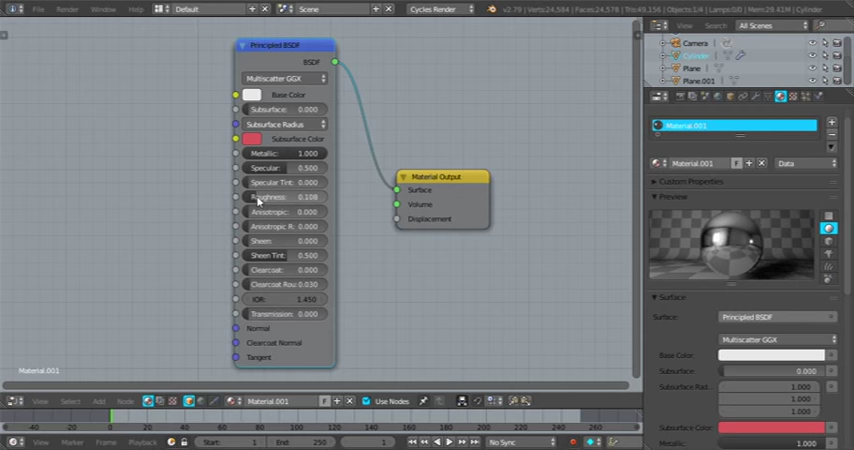 File Render Window Help Default Scene Cycles Render v2.79 | Verts:24,584 | Faces:24,578 | Tris:49,156 | Objects:1/4 | Lamps:0/0 | Mem:29.41M | Cylinder
View Search All Scenes
Camera
Cylinder
Plane
Plane.001
Principled BSDF
BSDF
Multiscatter GGX
Base Color
Subsurface: 0.000
Subsurface Radius
Subsurface Color
Metallic: 1.000
Specular: 0.500
Specular Tint: 0.000
Roughness: 0.108
Anisotropic: 0.000
Anisotropic R: 0.000
Sheen: 0.000
Sheen Tint: 0.500
Clearcoat: 0.000
Clearcoat Rou: 0.030
IOR: 1.450
Transmission: 0.000
Normal
Clearcoat Normal
Tangent
Material Output
Surface
Volume
Displacement
Material.001
Material.001 F Data
Custom Properties
Preview
Surface
Surface: Principled BSDF
Multiscatter GGX
Base Color:
Subsurface: 0.000
Subsurface Rad... 1.000
1.000
1.000
Subsurface Color:
Metallic: 1.000
Material.001
View Select Add Node Material.001 F Use Nodes
-40 -20 0 20 40 60 80 100 120 140 160 180 200 220 240 260
View Marker Frame Playback Start: 1 End: 250 1 No Sync